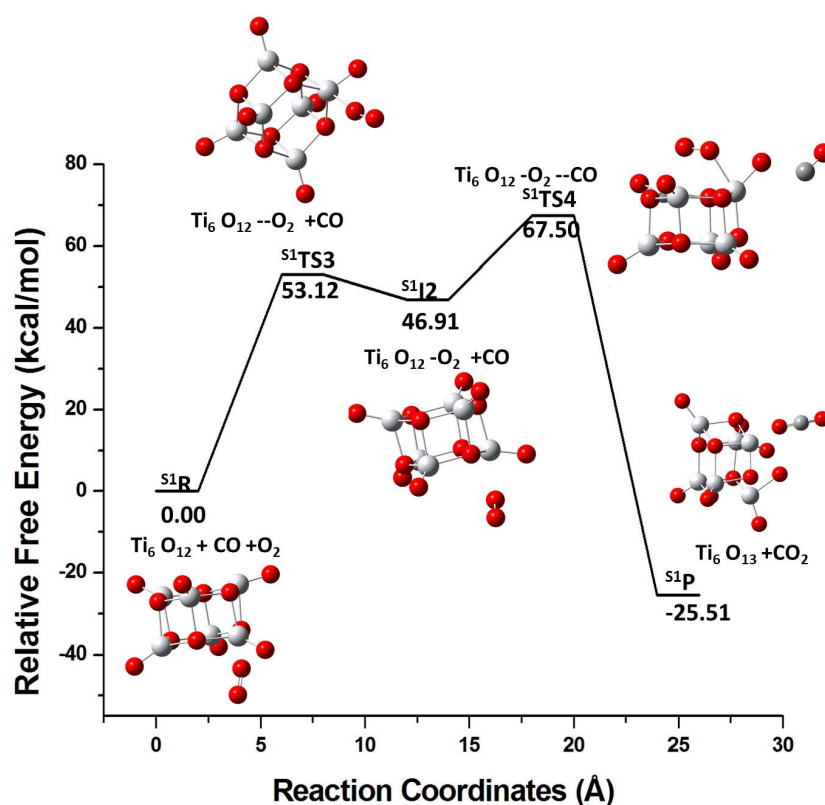 Relative Free Energy (kcal/mol)
80
60
40
20
0
-20
-40
Ti6 O12 --O2 +CO
S1TS3
53.12
S1I2
46.91
Ti6 O12 -O2 +CO
Ti6 O12 -O2 --CO
S1TS4
67.50
S1R
0.00
Ti6 O12 + CO +O2
Ti6 O13 +CO2
S1P
-25.51
0
5
10
15
20
25
30
Reaction Coordinates (Å)